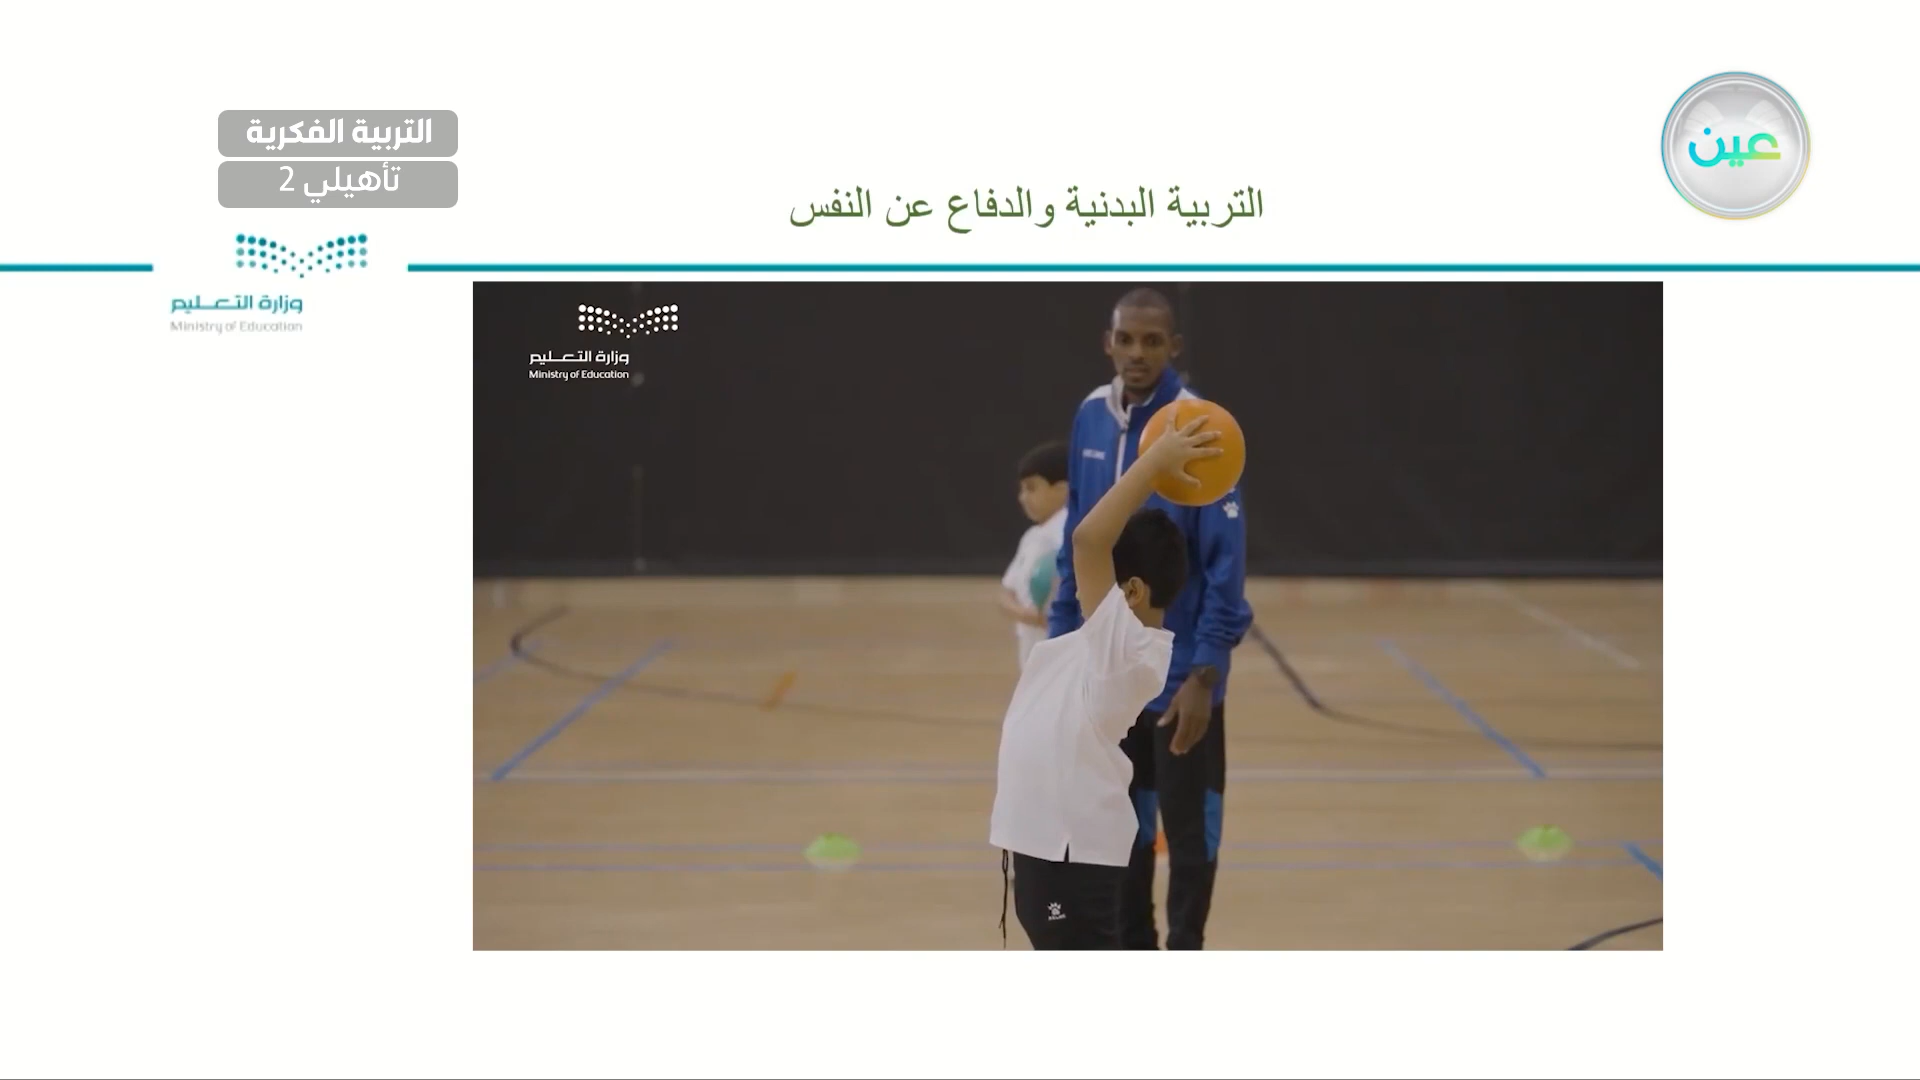 التربية الفكرية
تأهيلي 2
عين
التربية البدنية والدفاع عن النفس
وزارة التعليم
Ministry of Education
وزارة التعليم
Ministry of Education